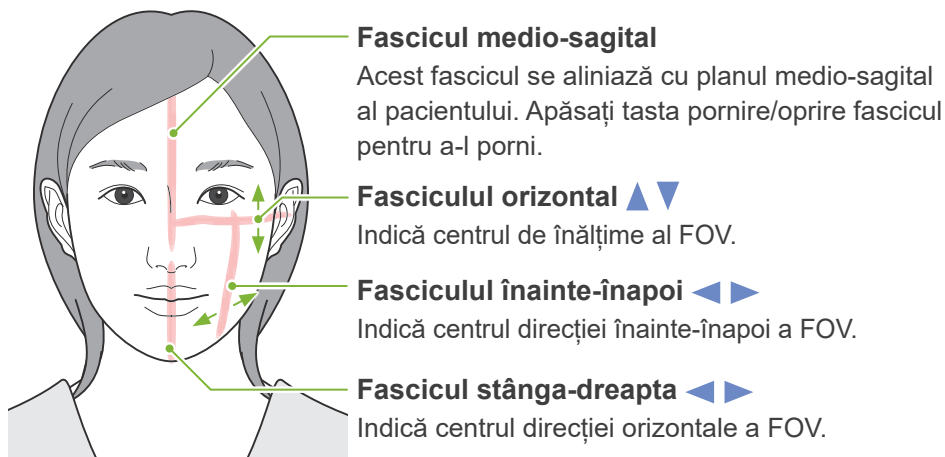 Fascicul medio-sagital
Acest fascicul se aliniază cu planul medio-sagital
al pacientului. Apăsați tasta pornire/oprire fascicul
pentru a-l porni.
Fasciculul orizontal
Indică centrul de înălțime al FOV.
Fasciculul înainte-înapoi
Indică centrul direcției înainte-înapoi a FOV.
Fascicul stânga-dreapta
Indică centrul direcției orizontale a FOV.